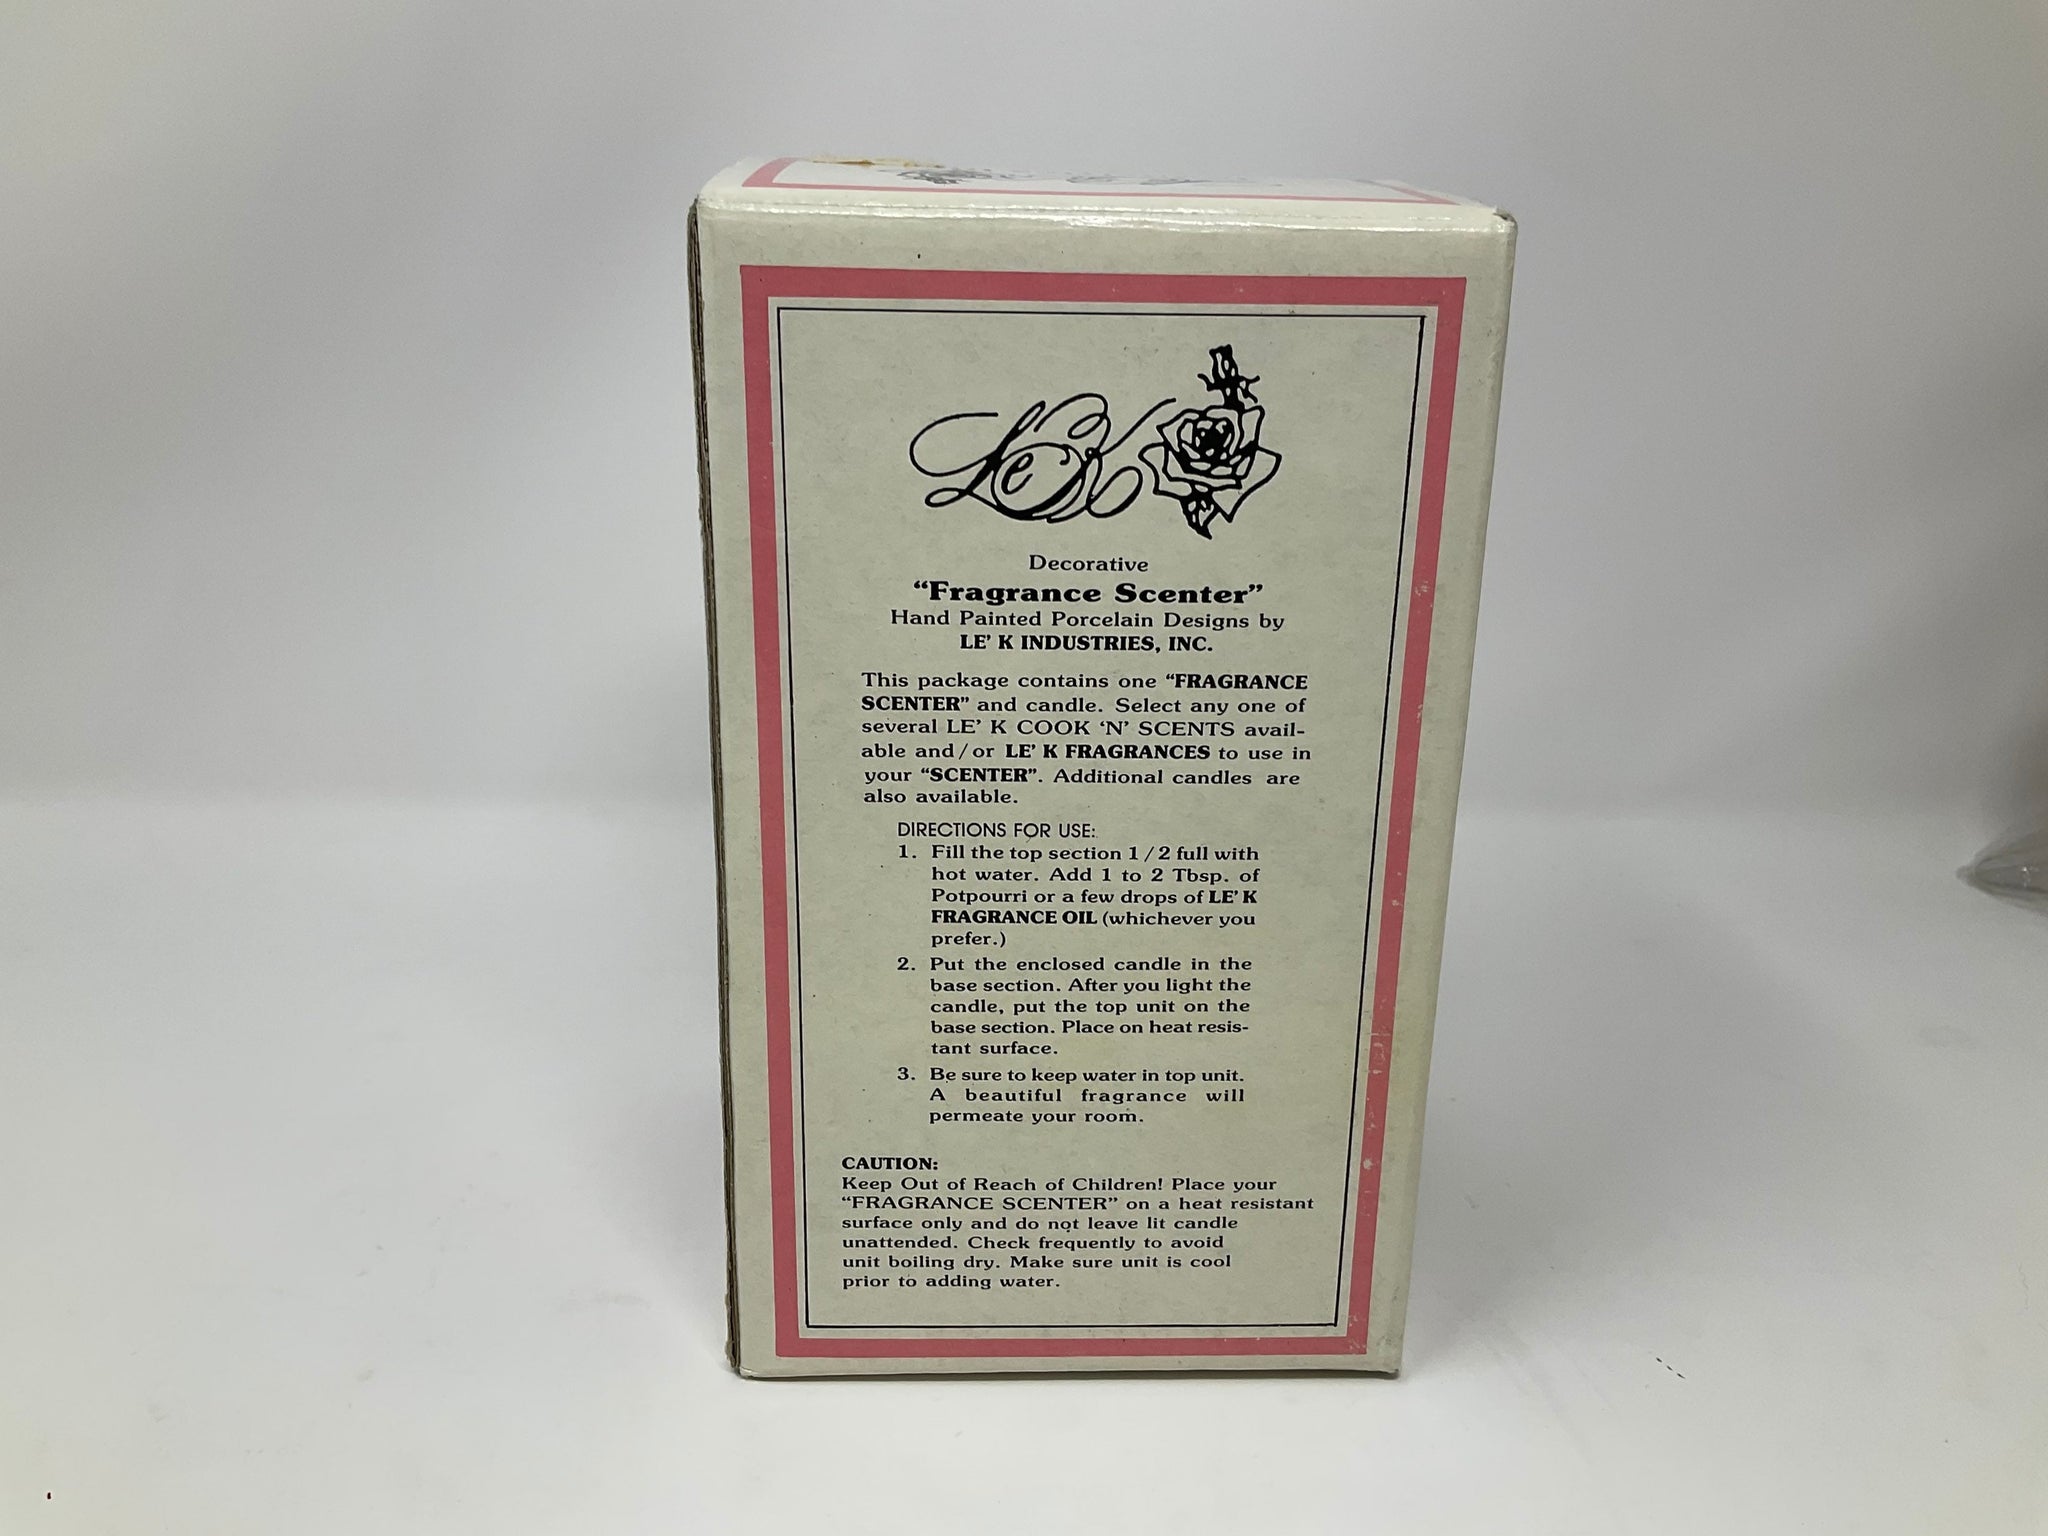 Le K
Decorative
“Fragrance Scenter”
Hand Painted Porcelain Designs by
LE’ K INDUSTRIES, INC.
This package contains one “FRAGRANCE
SCENTER” and candle. Select any one of
several LE’ K COOK ‘N’ SCENTS avail-
able and/or LE’ K FRAGRANCES to use in
your “SCENTER”. Additional candles are
also available.
DIRECTIONS FOR USE:
1. Fill the top section 1/2 full with
hot water. Add 1 to 2 Tbsp. of
Potpourri or a few drops of LE’ K
FRAGRANCE OIL (whichever you
prefer.)
2. Put the enclosed candle in the
base section. After you light the
candle, put the top unit on the
base section. Place on heat resis-
tant surface.
3. Be sure to keep water in top unit.
A beautiful fragrance will
permeate your room.
CAUTION:
Keep Out of Reach of Children! Place your
“FRAGRANCE SCENTER” on a heat resistant
surface only and do not leave lit candle
unattended. Check frequently to avoid
unit boiling dry. Make sure unit is cool
prior to adding water.